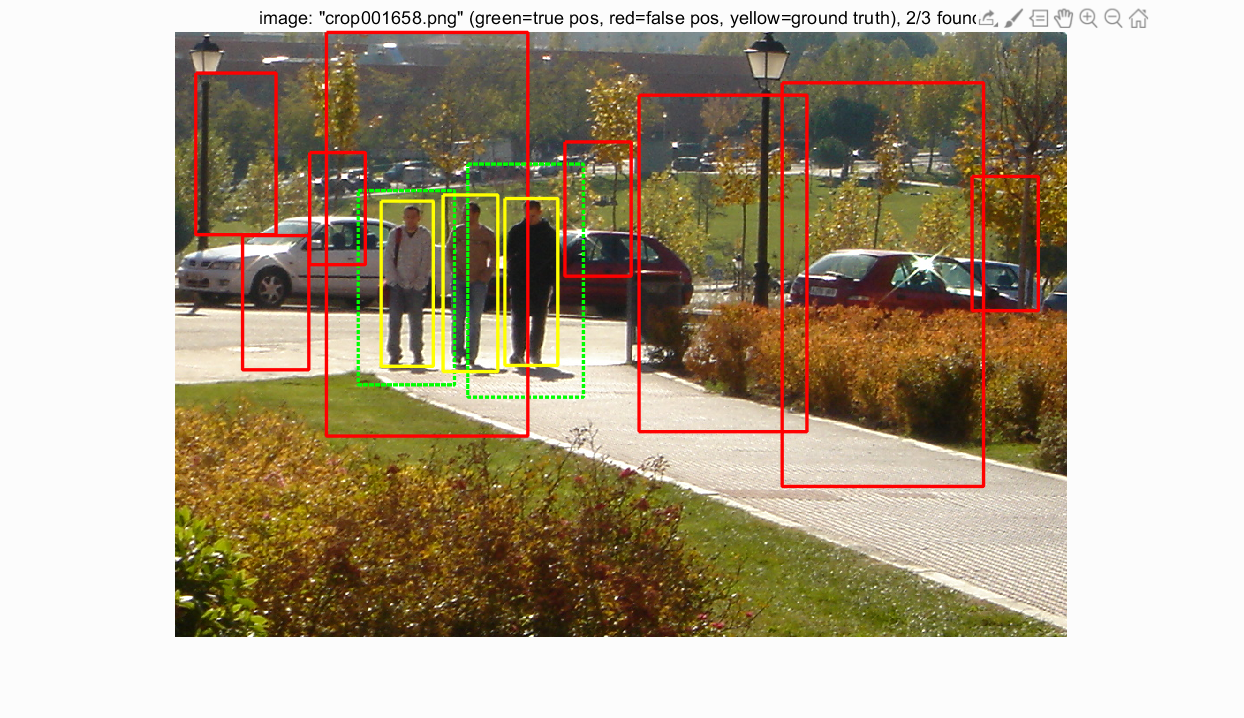 image: "crop001658.png" (green=true pos, red=false pos, yellow=ground truth), 2/3 found